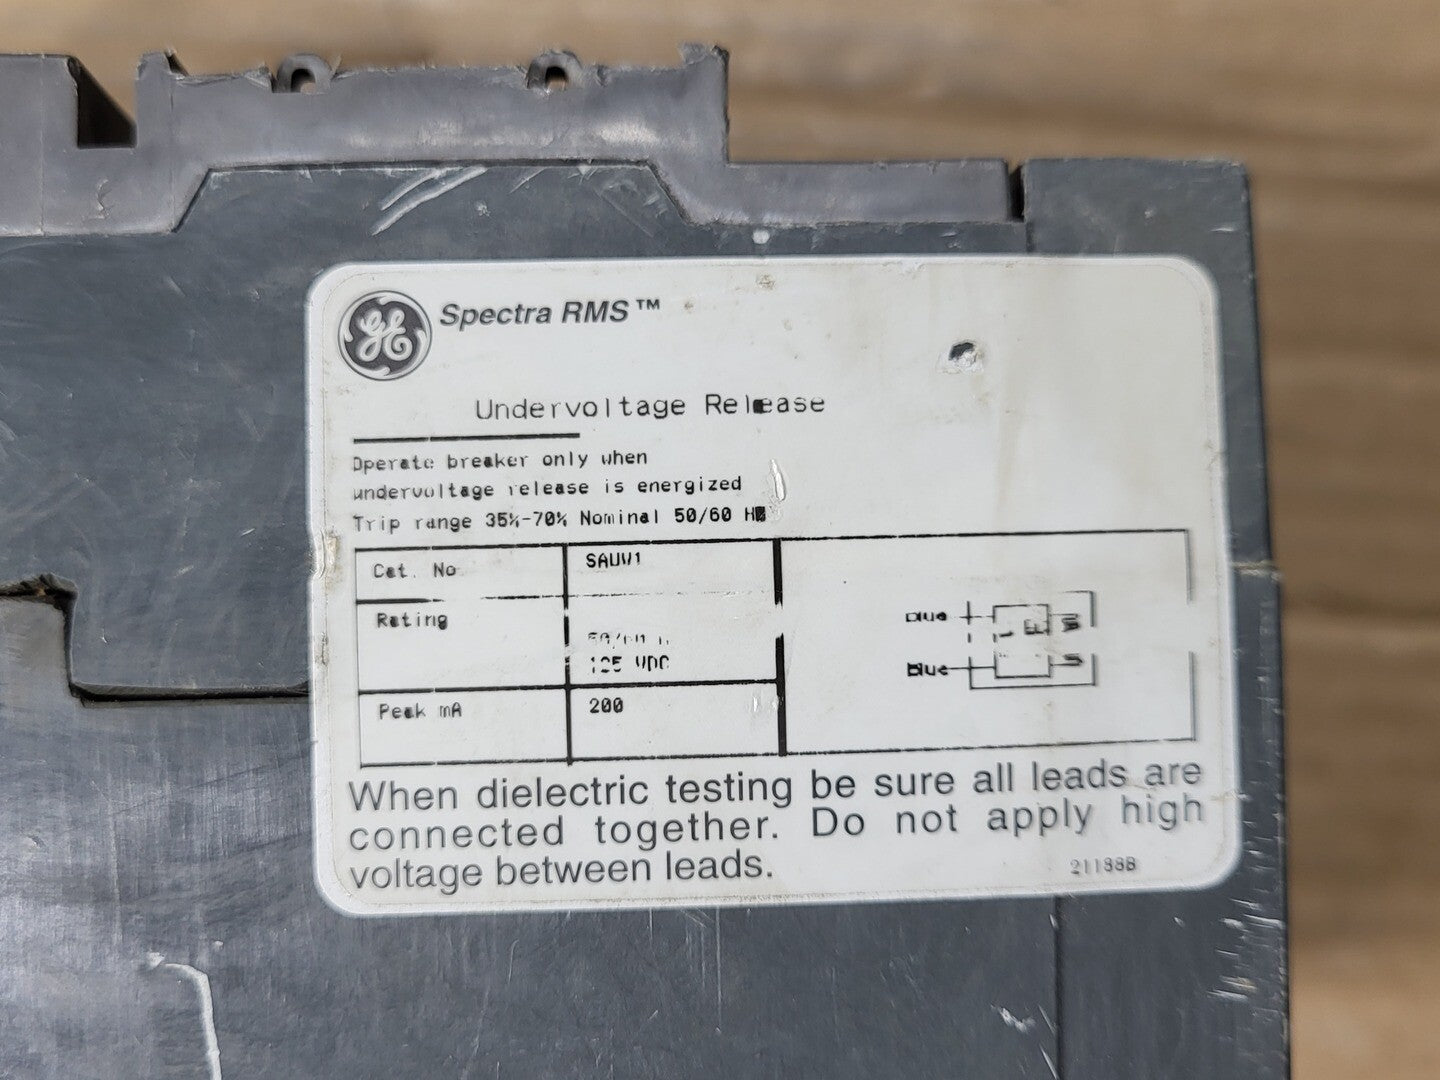 GE
Spectra RMS™
Undervoltage Release
Operate breaker only when
undervoltage release is energized
Trip range 35%-70% Nominal 50/60 HZ
Cat. No
SAUV1
Rating
125 VDC
Peak mA
200
Blue
Blue
When dielectric testing be sure all leads are
connected together. Do not apply high
voltage between leads.